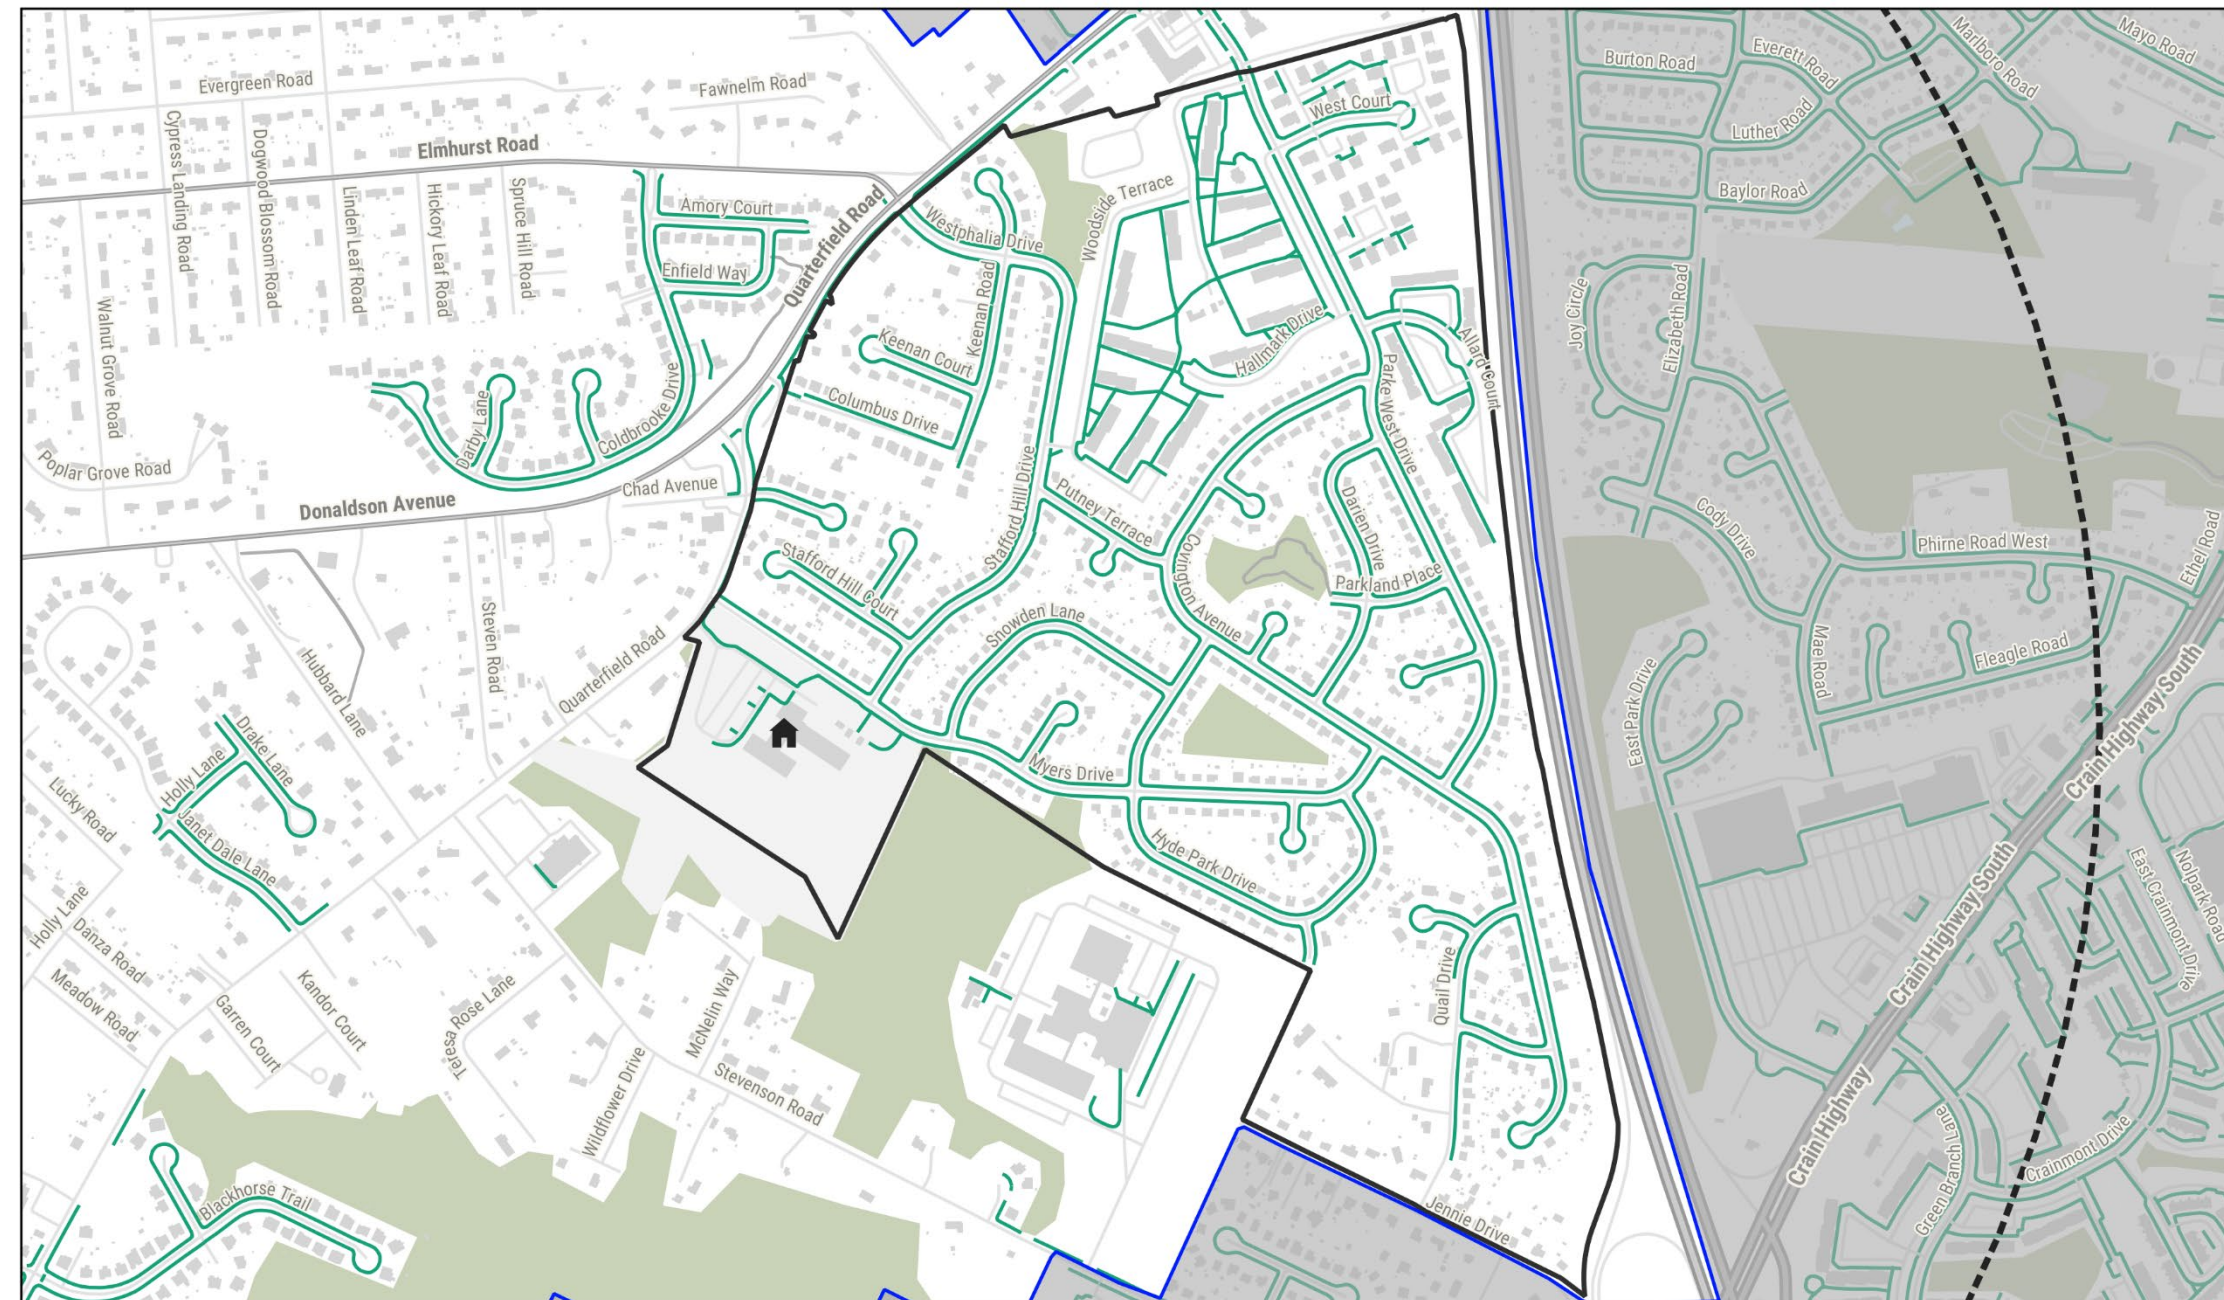 Evergreen Road
Fawnelm Road
Elmhurst Road
Cypress Landing Road
Dogwood Blossom Road
Linden Leaf Road
Hickory Leaf Road
Spruce Hill Road
Walnut Grove Road
Amory Court
Enfield Way
Quarterfield Road
Westphalia Drive
Woodside Terrace
West Court
Burton Road
Everett Road
Marlboro Road
Mayo Road
Luther Road
Baylor Road
Joy Circle
Elizabeth Road
Keenan Road
Keenan Court
Columbus Drive
Hallmark Drive
Allard Court
Parke West Drive
Darby Lane
Coldbrooke Drive
Poplar Grove Road
Chad Avenue
Donaldson Avenue
Stafford Hill Drive
Putney Terrace
Darien Drive
Covington Avenue
Parkland Place
Stafford Hill Court
Snowden Lane
Cody Drive
Phirne Road West
Ethel Road
Mae Road
Fleagle Road
Crain Highway South
East Park Drive
Steven Road
Quarterfield Road
Hubbard Lane
Drake Lane
Holly Lane
Janet Dale Lane
Lucky Road
Myers Drive
Hyde Park Drive
Crain Highway South
Nolpark Road
East Crainmont Drive
Holly Lane
Danza Road
Meadow Road
Garren Court
Kandor Court
Teresa Rose Lane
McNelin Way
Wildflower Drive
Stevenson Road
Quail Drive
Crain Highway
Green Branch Lane
Crainmont Drive
Blackhorse Trail
Jennie Drive